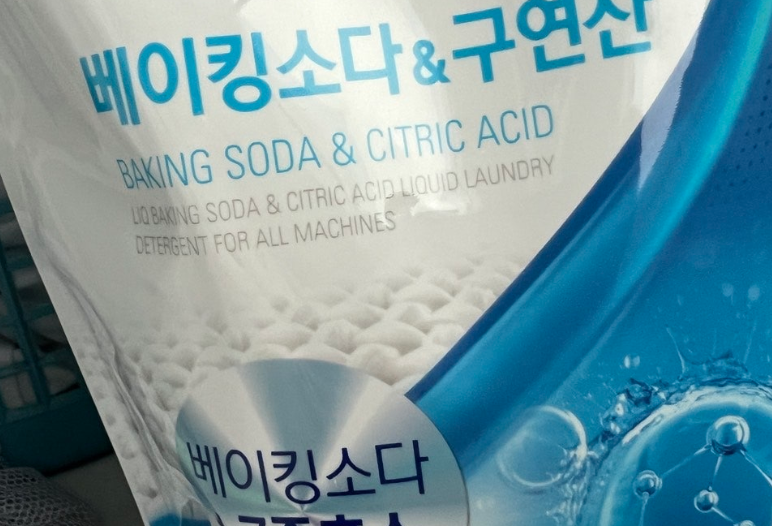 베이킹소다&구연산
BAKING SODA & CITRIC ACID
LIO BAKING SODA & CITRIC ACID LIQUID LAUNDRY
DETERGENT FOR ALL MACHINES
베이킹소다